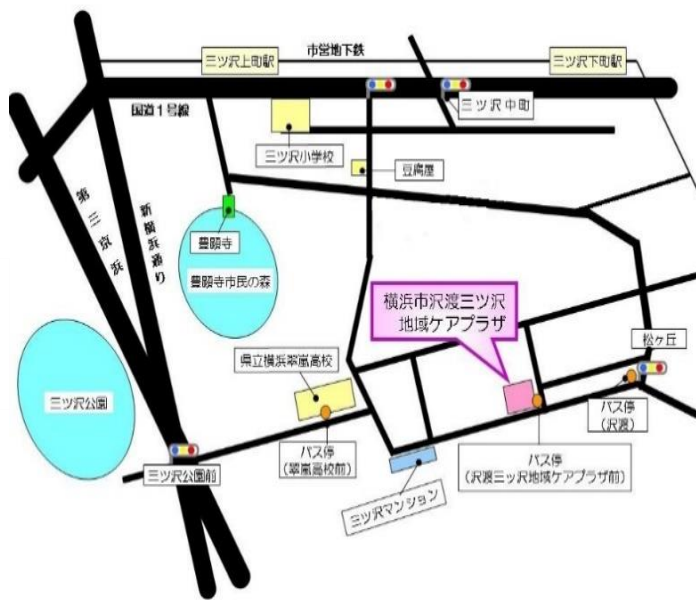 市営地下鉄
三ツ沢上町駅
三ツ沢下町駅
国道1号線
三ツ沢中町
三ツ沢小学校
豆腐屋
第三京浜
新横浜通り
豊顕寺
豊顕寺市民の森
横浜市沢渡三ツ沢
地域ケアプラザ
松ヶ丘
県立横浜翠嵐高校
三ツ沢公園
バス停
(沢渡)
三ツ沢公園前
バス停
(翠嵐高校前)
バス停
(沢渡三ッ沢地域ケアプラザ前)
三ツ沢マンション